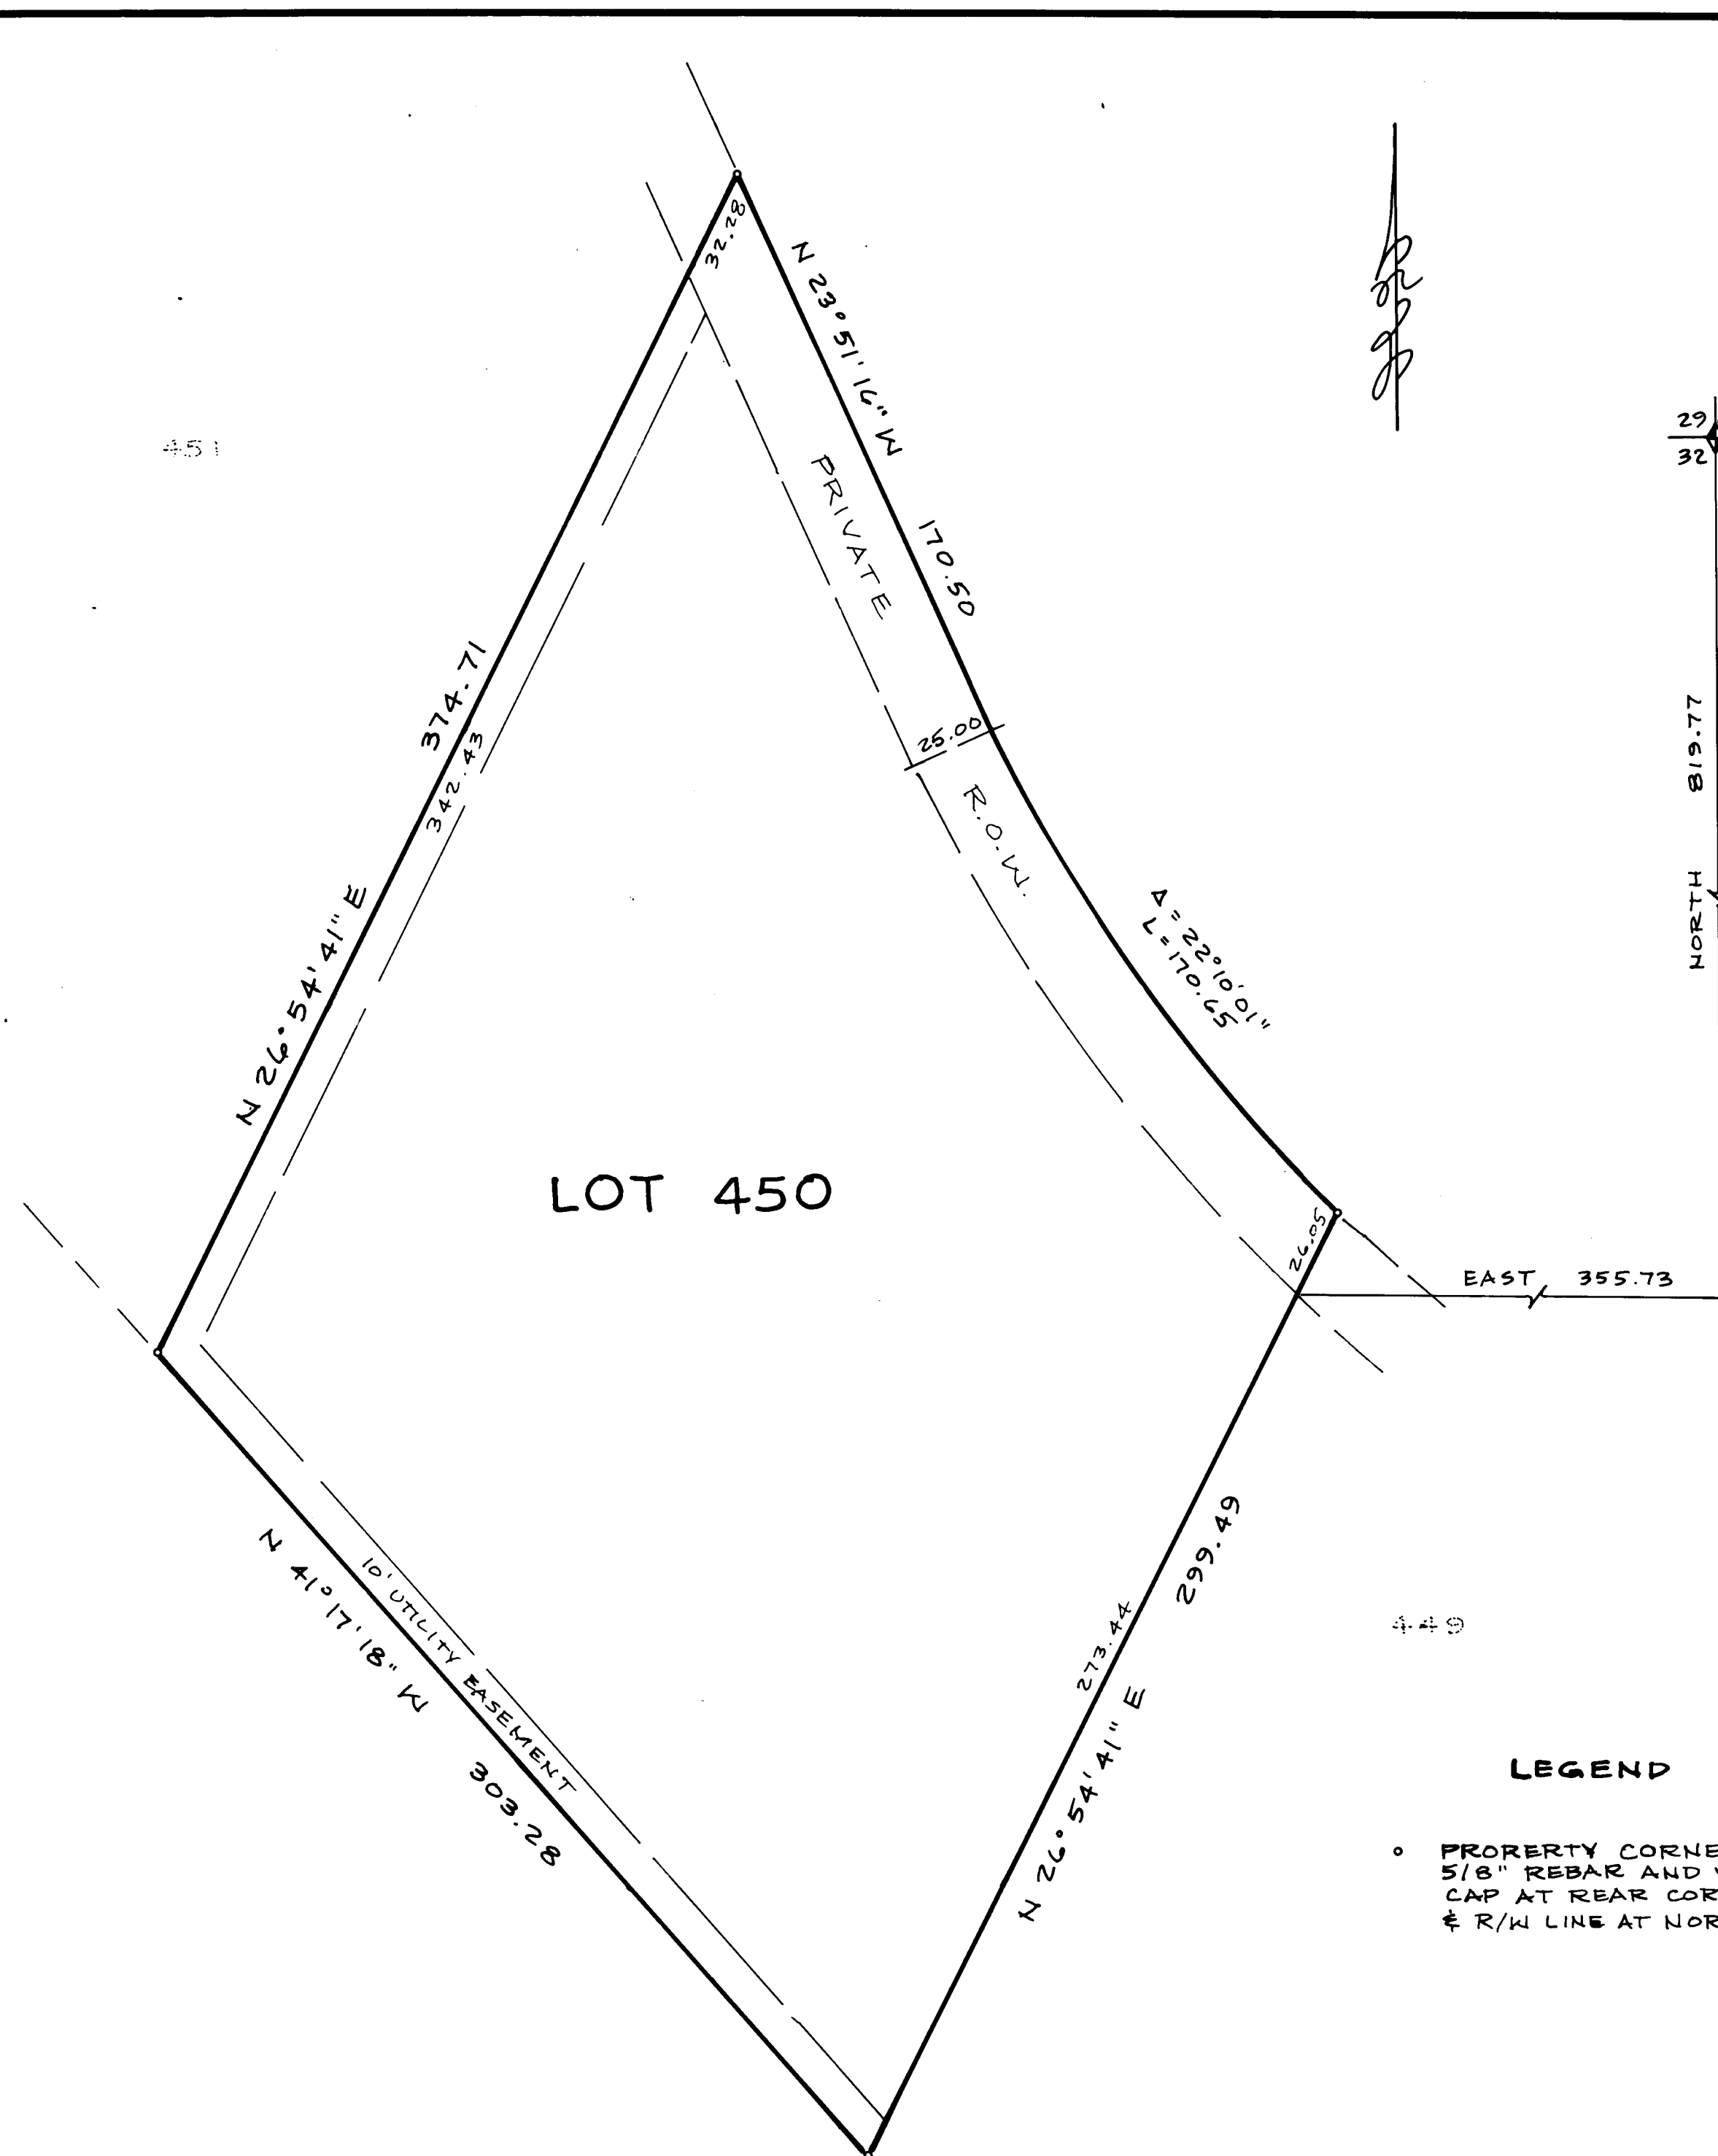 32.28
N 23° 51' 16" W
170.50
PRIVATE
R.O.W.
25.00
451
29
32
NORTH 819.77
374.71
342.43
N 26° 54' 41" E
Δ = 22° 10' 01"
L = 170.65
LOT 450
26.05
EAST 355.73
N 41° 17' 18" W
303.28
10' UTILITY EASEMENT
273.44
299.49
N 26° 54' 41" E
449
LEGEND
PRORERTY CORNE
5/8" REBAR AND
CAP AT REAR COR
& R/W LINE AT NOR